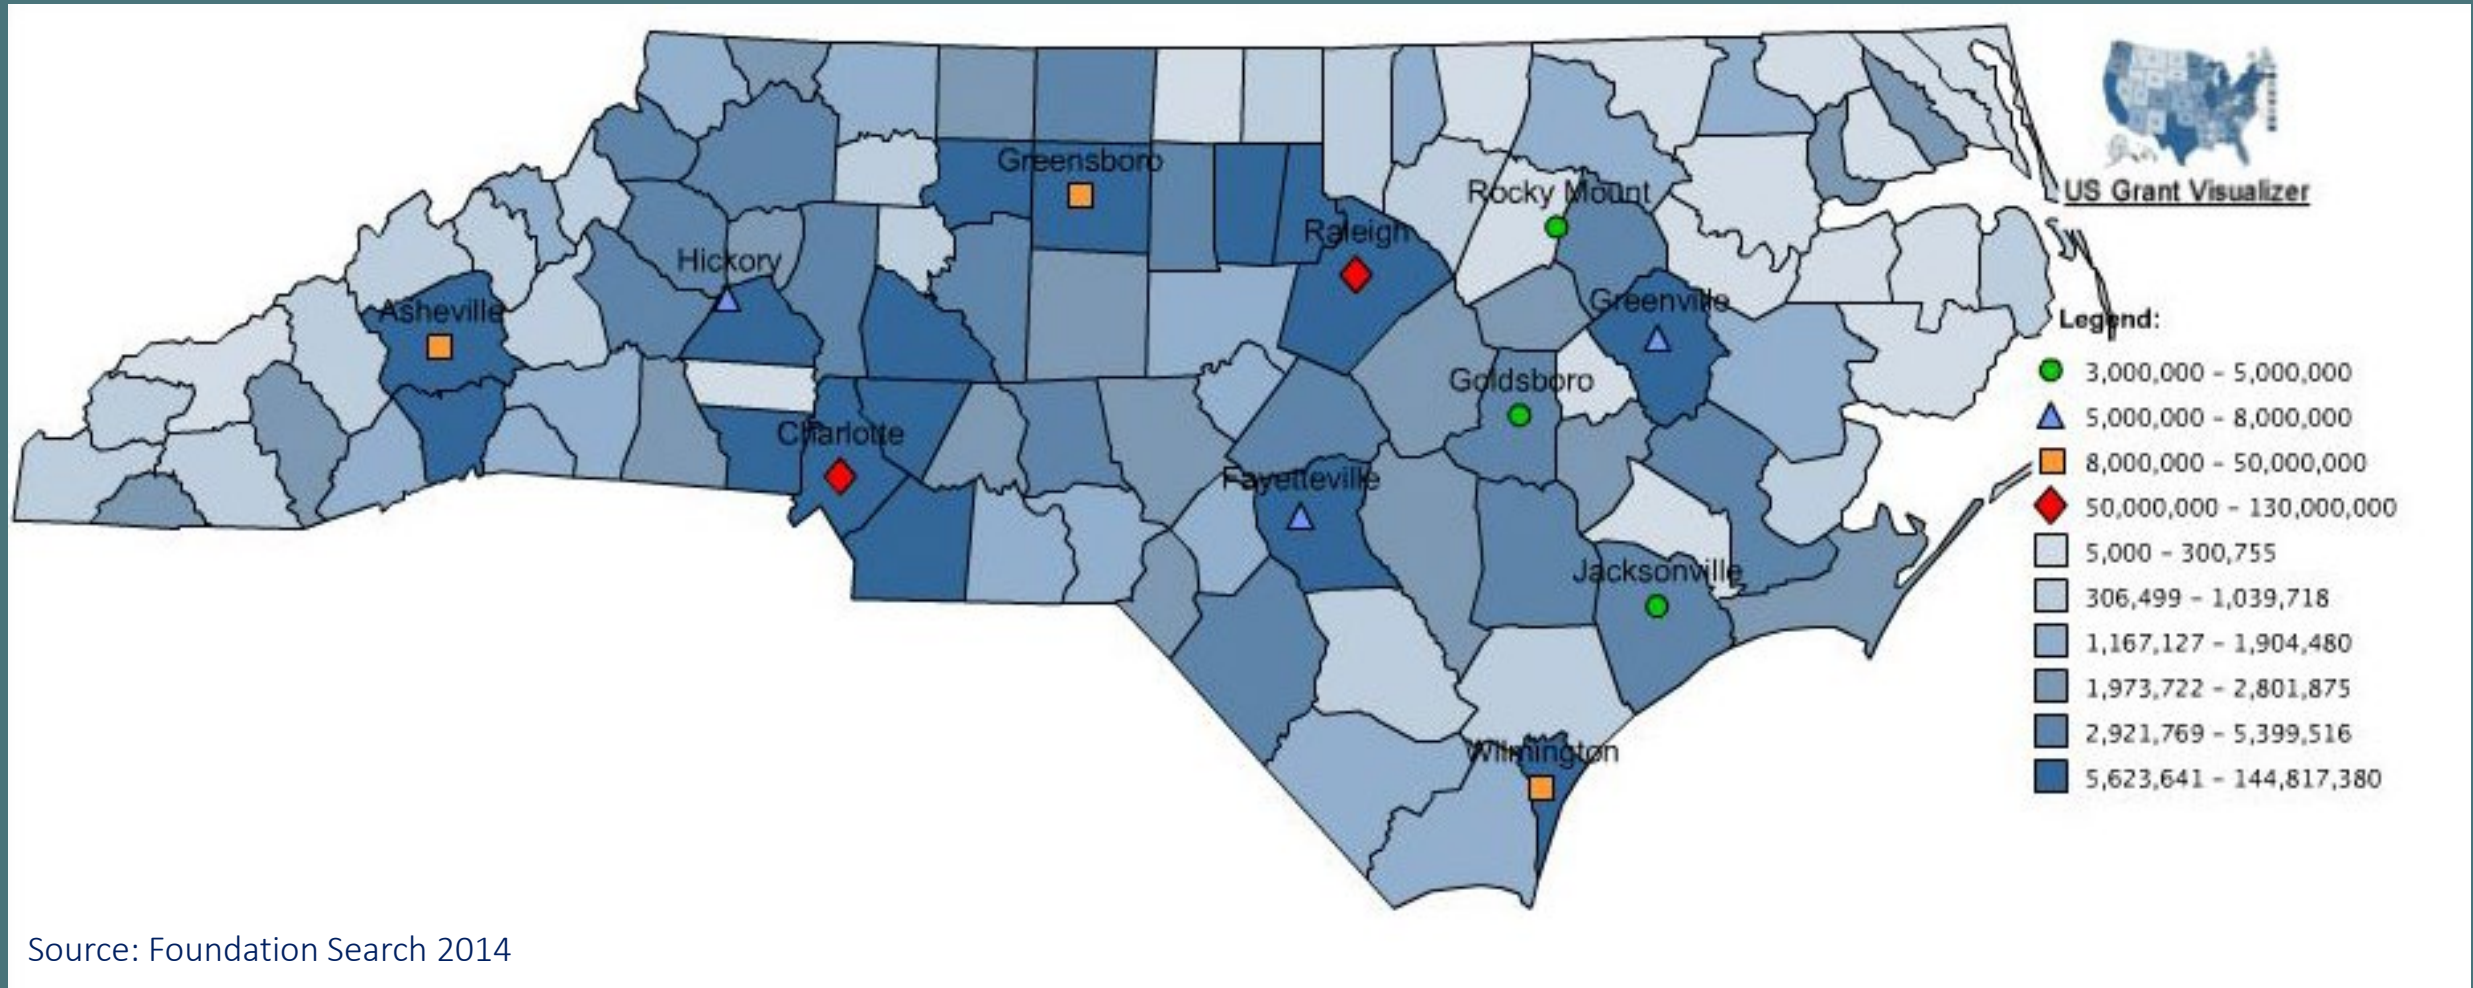 Greensboro
Rocky Mount
US Grant Visualizer
Raleigh
Hickory
Asheville
Greenville
Legend:
3,000,000 - 5,000,000
Goldsboro
5,000,000 - 8,000,000
Charlotte
8,000,000 - 50,000,000
Fayetteville
50,000,000 - 130,000,000
5,000 - 300,755
Jacksonville
306,499 - 1,039,718
1,167,127 - 1,904,480
1,973,722 - 2,801,875
2,921,769 - 5,399,516
Wilmington
5,623,641 - 144,817,380
Source: Foundation Search 2014